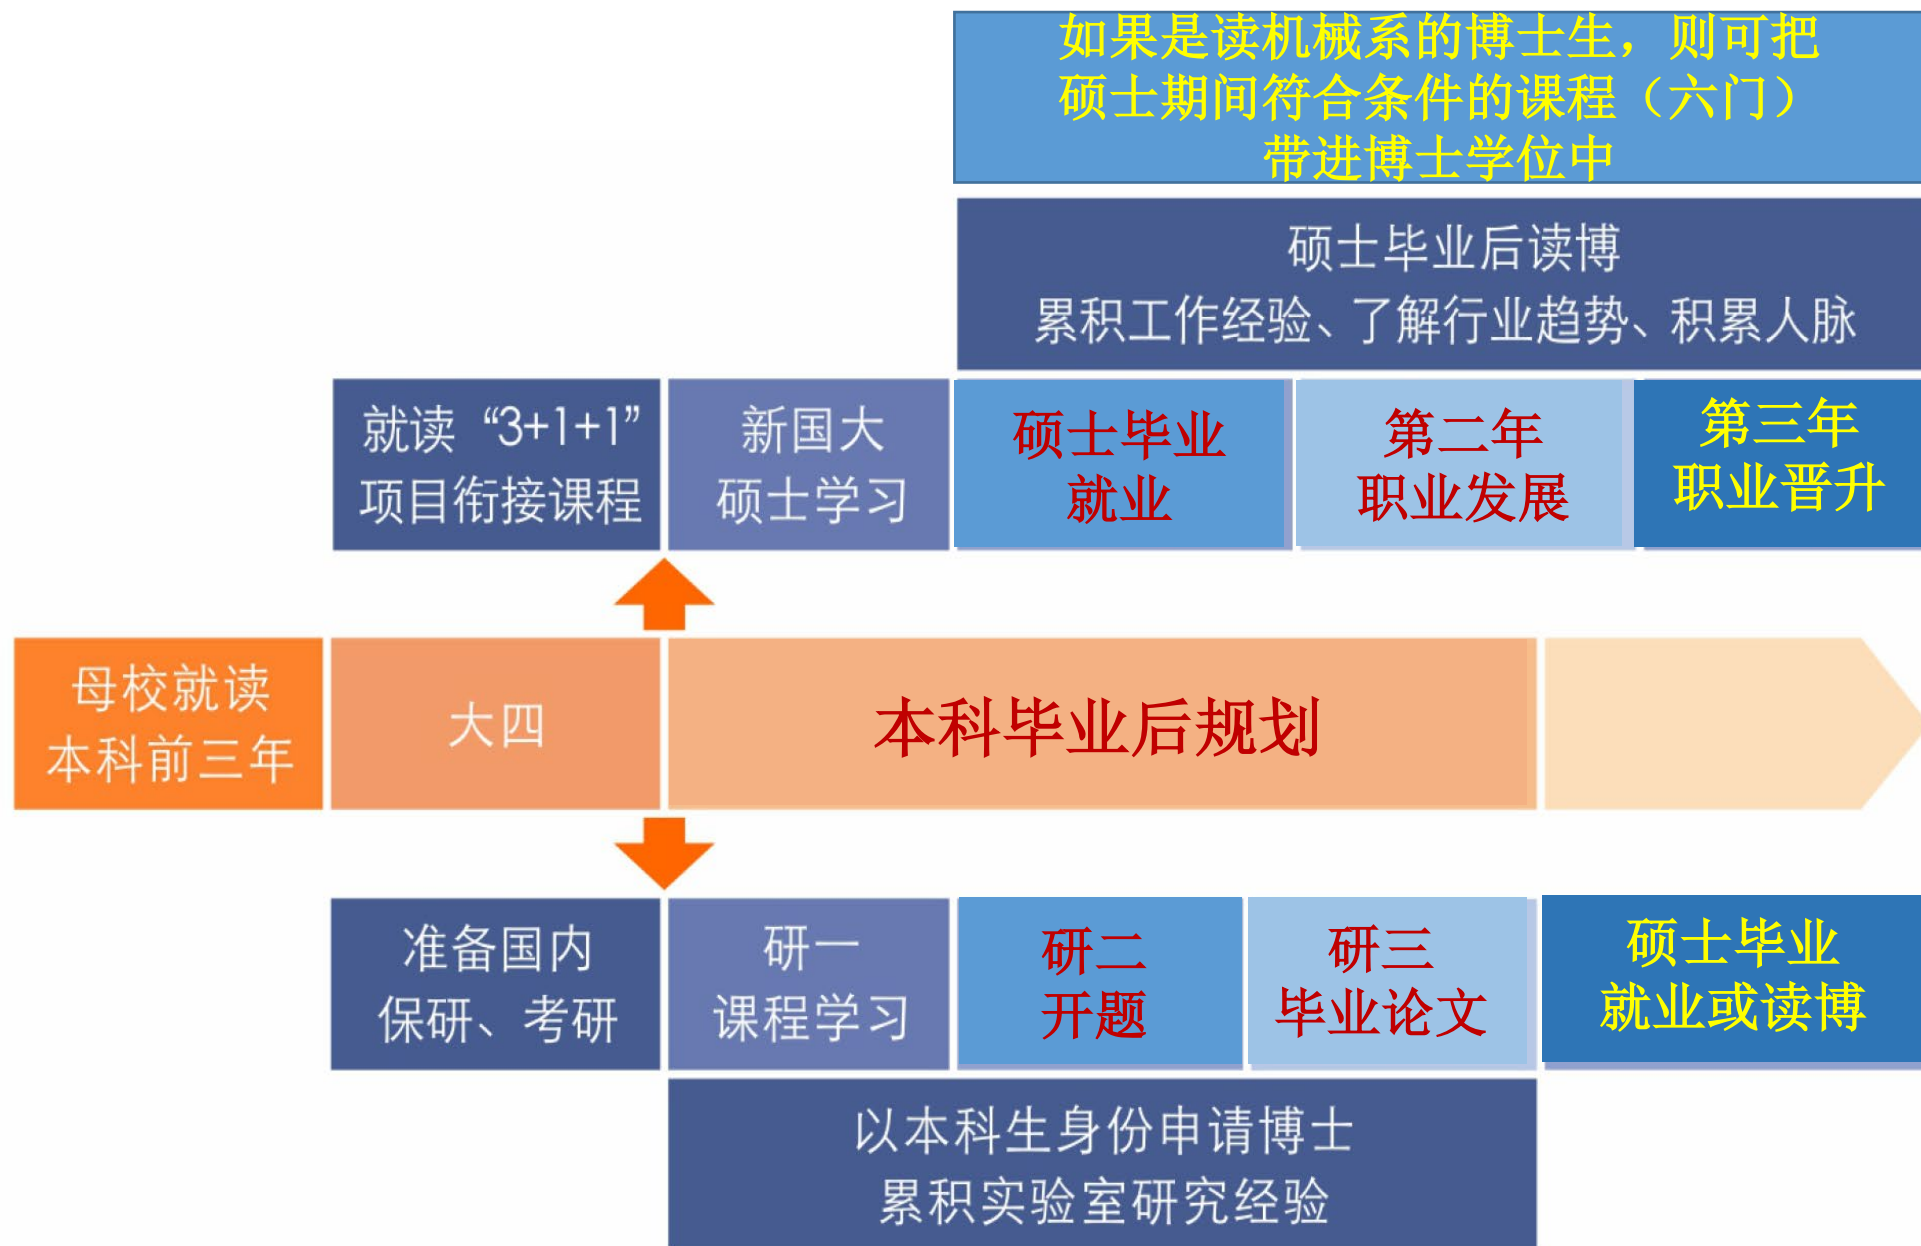 如果是读机械系的博士生，则可把
硕士期间符合条件的课程（六门）
带进博士学位中
硕士毕业后读博
累积工作经验、了解行业趋势、积累人脉
就读“3+1+1”
项目衔接课程
新国大
硕士学习
硕士毕业
就业
第二年
职业发展
第三年
职业晋升
母校就读
本科前三年
大四
本科毕业后规划
准备国内
保研、考研
研一
课程学习
研二
开题
研三
毕业论文
硕士毕业
就业或读博
以本科生身份申请博士
累积实验室研究经验